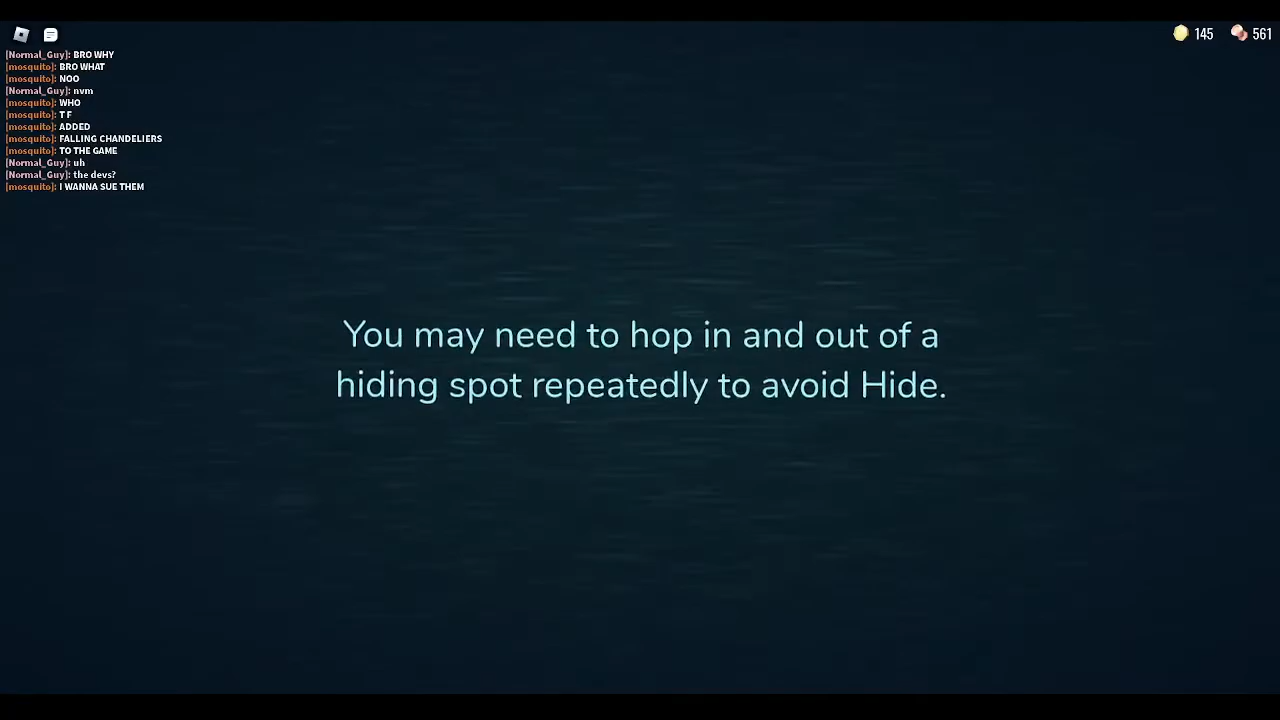 145 561
[Normal_Guy]: BRO WHY
[mosquito]: BRO WHAT
[mosquito]: NOO
[Normal_Guy]: nvm
[mosquito]: WHO
[mosquito]: T F
[mosquito]: ADDED
[mosquito]: FALLING CHANDELIERS
[mosquito]: TO THE GAME
[Normal_Guy]: uh
[Normal_Guy]: the devs?
[mosquito]: I WANNA SUE THEM
You may need to hop in and out of a
hiding spot repeatedly to avoid Hide.